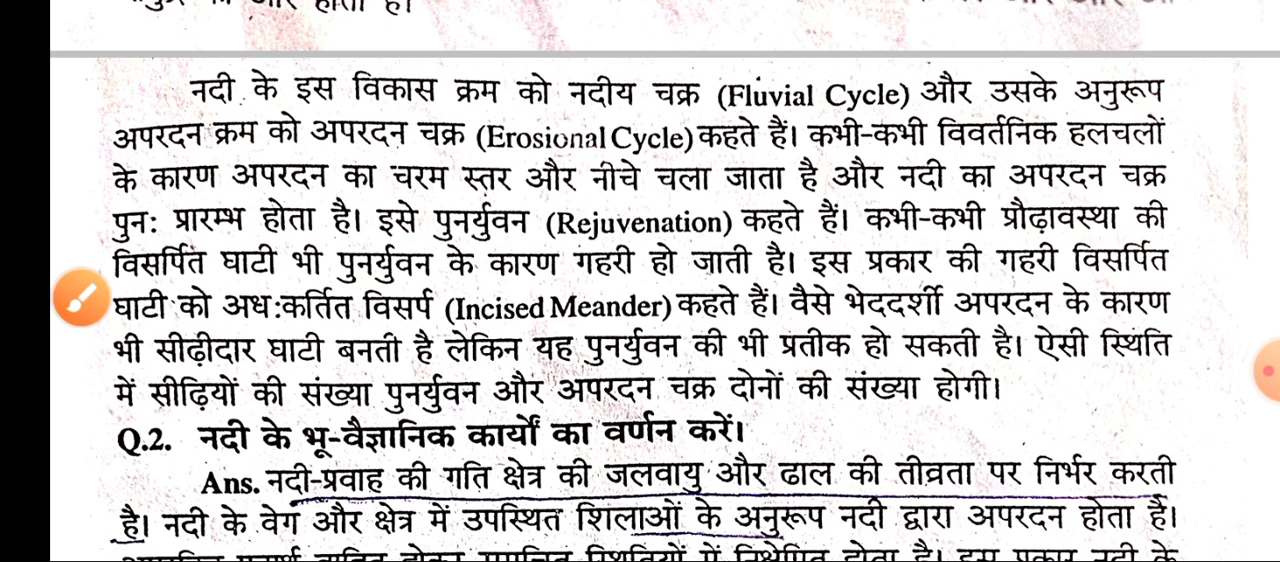 नदी के इस विकास क्रम को नदीय चक्र (Fluvial Cycle) और उसके अनुरूप
अपरदन क्रम को अपरदन चक्र (Erosional Cycle) कहते हैं। कभी-कभी विवर्तनिक हलचलों
के कारण अपरदन का चरम स्तर और नीचे चला जाता है और नदी का अपरदन चक्र
पुनः प्रारम्भ होता है। इसे पुनर्युवन (Rejuvenation) कहते हैं। कभी-कभी प्रौढ़ावस्था की
विसर्पित घाटी भी पुनर्युवन के कारण गहरी हो जाती है। इस प्रकार की गहरी विसर्पित
घाटी को अध:कर्तित विसर्प (Incised Meander) कहते हैं। वैसे भेददर्शी अपरदन के कारण
भी सीढ़ीदार घाटी बनती है लेकिन यह पुनर्युवन की भी प्रतीक हो सकती है। ऐसी स्थिति
में सीढ़ियों की संख्या पुनर्युवन और अपरदन चक्र दोनों की संख्या होगी।
Q.2. नदी के भू-वैज्ञानिक कार्यों का वर्णन करें।
Ans. नदी-प्रवाह की गति क्षेत्र की जलवायु और ढाल की तीव्रता पर निर्भर करती
है। नदी के वेग और क्षेत्र में उपस्थित शिलाओं के अनुरूप नदी द्वारा अपरदन होता है।